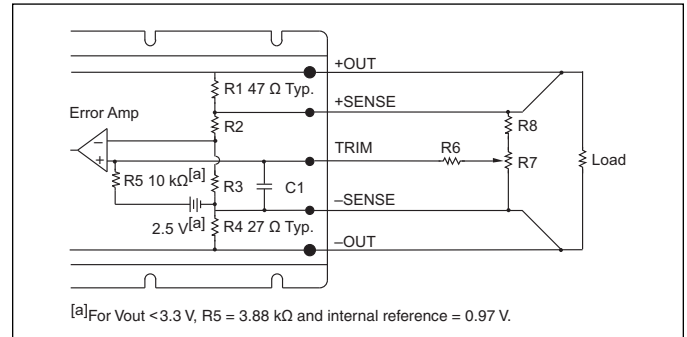 +OUT
R1 47 Ω Typ.
+SENSE
Error Amp
R2
R8
–
+
TRIM
R6
R7
Load
R5 10 kΩ[a]
R3
C1
–SENSE
2.5 V[a]
R4 27 Ω Typ.
–OUT
[a]For Vout <3.3 V, R5 = 3.88 kΩ and internal reference = 0.97 V.